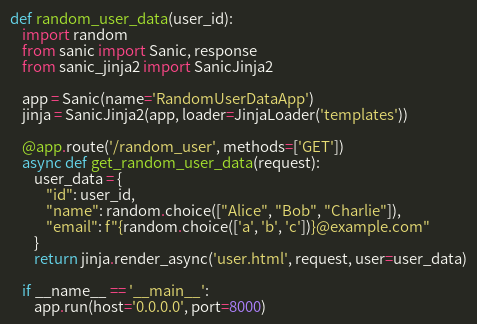 def random_user_data(user_id):
    import random
    from sanic import Sanic, response
    from sanic_jinja2 import SanicJinja2

    app = Sanic(name='RandomUserDataApp')
    jinja = SanicJinja2(app, loader=JinjaLoader('templates'))

    @app.route('/random_user', methods=['GET'])
    async def get_random_user_data(request):
        user_data = {
            "id": user_id,
            "name": random.choice(["Alice", "Bob", "Charlie"]),
            "email": f"{random.choice(['a', 'b', 'c'])}@example.com"
        }
        return jinja.render_async('user.html', request, user=user_data)

    if __name__ == '__main__':
        app.run(host='0.0.0.0', port=8000)